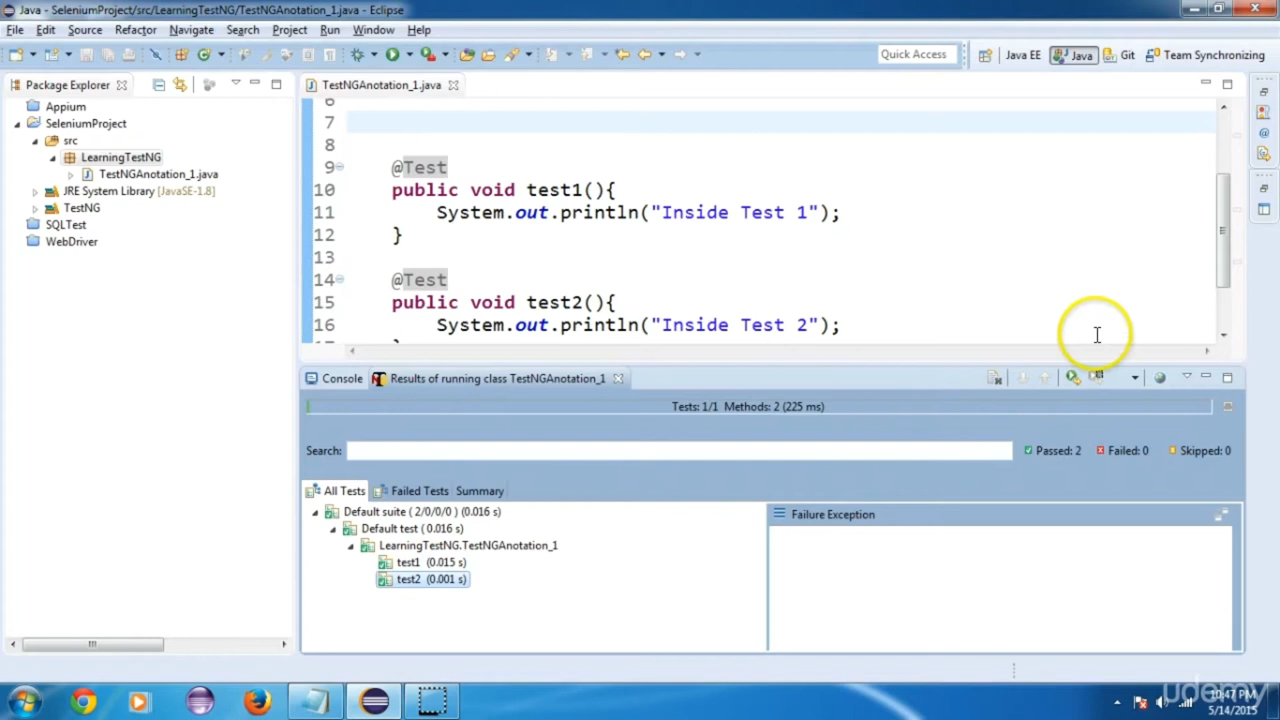 Java - SeleniumProject/src/LearningTestNG/TestNGAnotation_1.java - Eclipse
File Edit Source Refactor Navigate Search Project Run Window Help
Quick Access Java EE Java Git Team Synchronizing
Package Explorer
Appium
SeleniumProject
src
LearningTestNG
TestNGAnotation_1.java
JRE System Library [JavaSE-1.8]
TestNG
SQLTest
WebDriver
TestNGAnotation_1.java
6
7
8
9 @Test
10 public void test1(){
11 System.out.println("Inside Test 1");
12 }
13
14 @Test
15 public void test2(){
16 System.out.println("Inside Test 2");
17 }
Console Results of running class TestNGAnotation_1
Tests: 1/1 Methods: 2 (225 ms)
Search: Passed: 2 Failed: 0 Skipped: 0
All Tests Failed Tests Summary
Default suite ( 2/0/0/0 ) (0.016 s)
Default test ( 0.016 s)
LearningTestNG.TestNGAnotation_1
test1 (0.015 s)
test2 (0.001 s)
Failure Exception
10:47 PM
5/14/2015
udemy